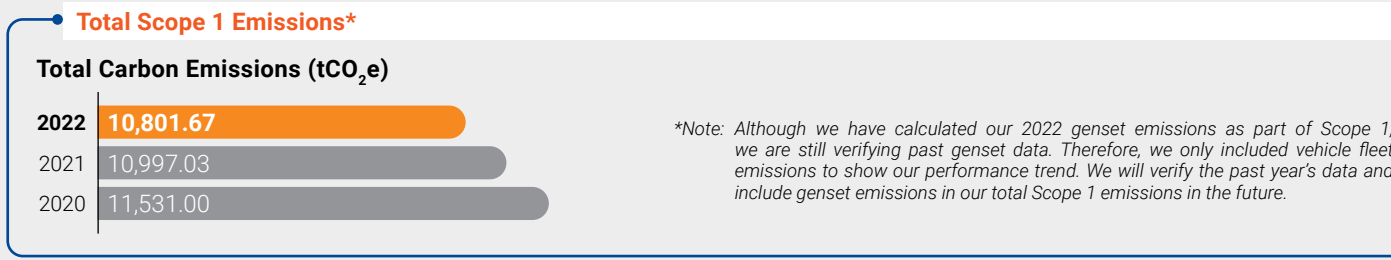 Total Scope 1 Emissions*
Total Carbon Emissions (tCO₂e)
2022 10,801.67
2021 10,997.03
2020 11,531.00
*Note: Although we have calculated our 2022 genset emissions as part of Scope 1,
we are still verifying past genset data. Therefore, we only included vehicle fleet
emissions to show our performance trend. We will verify the past year's data and
include genset emissions in our total Scope 1 emissions in the future.